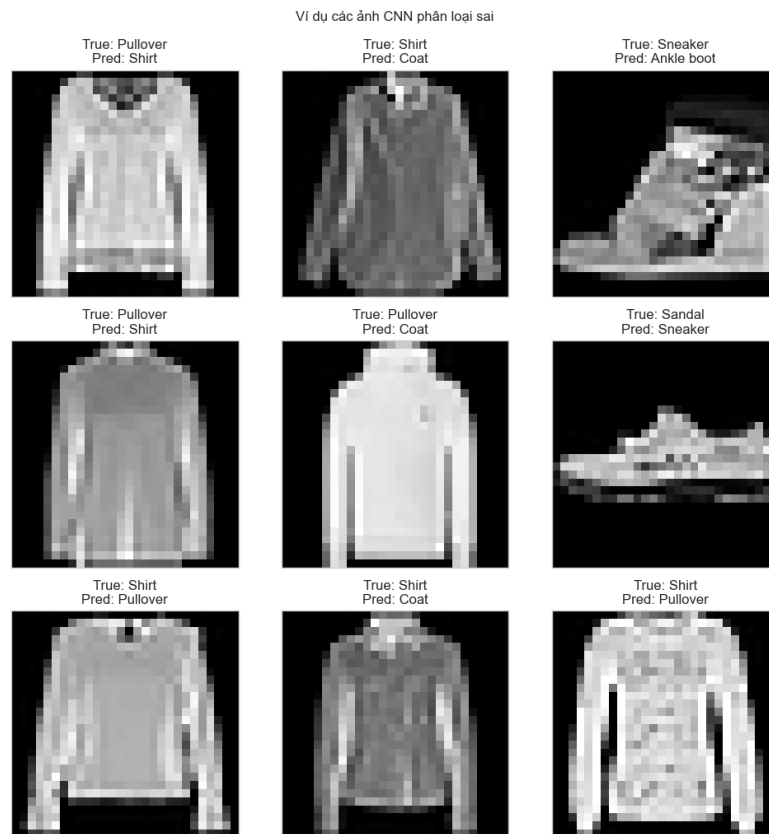 Ví dụ các ảnh CNN phân loại sai
True: Pullover
Pred: Shirt
True: Shirt
Pred: Coat
True: Sneaker
Pred: Ankle boot
True: Pullover
Pred: Shirt
True: Pullover
Pred: Coat
True: Sandal
Pred: Sneaker
True: Shirt
Pred: Pullover
True: Shirt
Pred: Coat
True: Shirt
Pred: Pullover